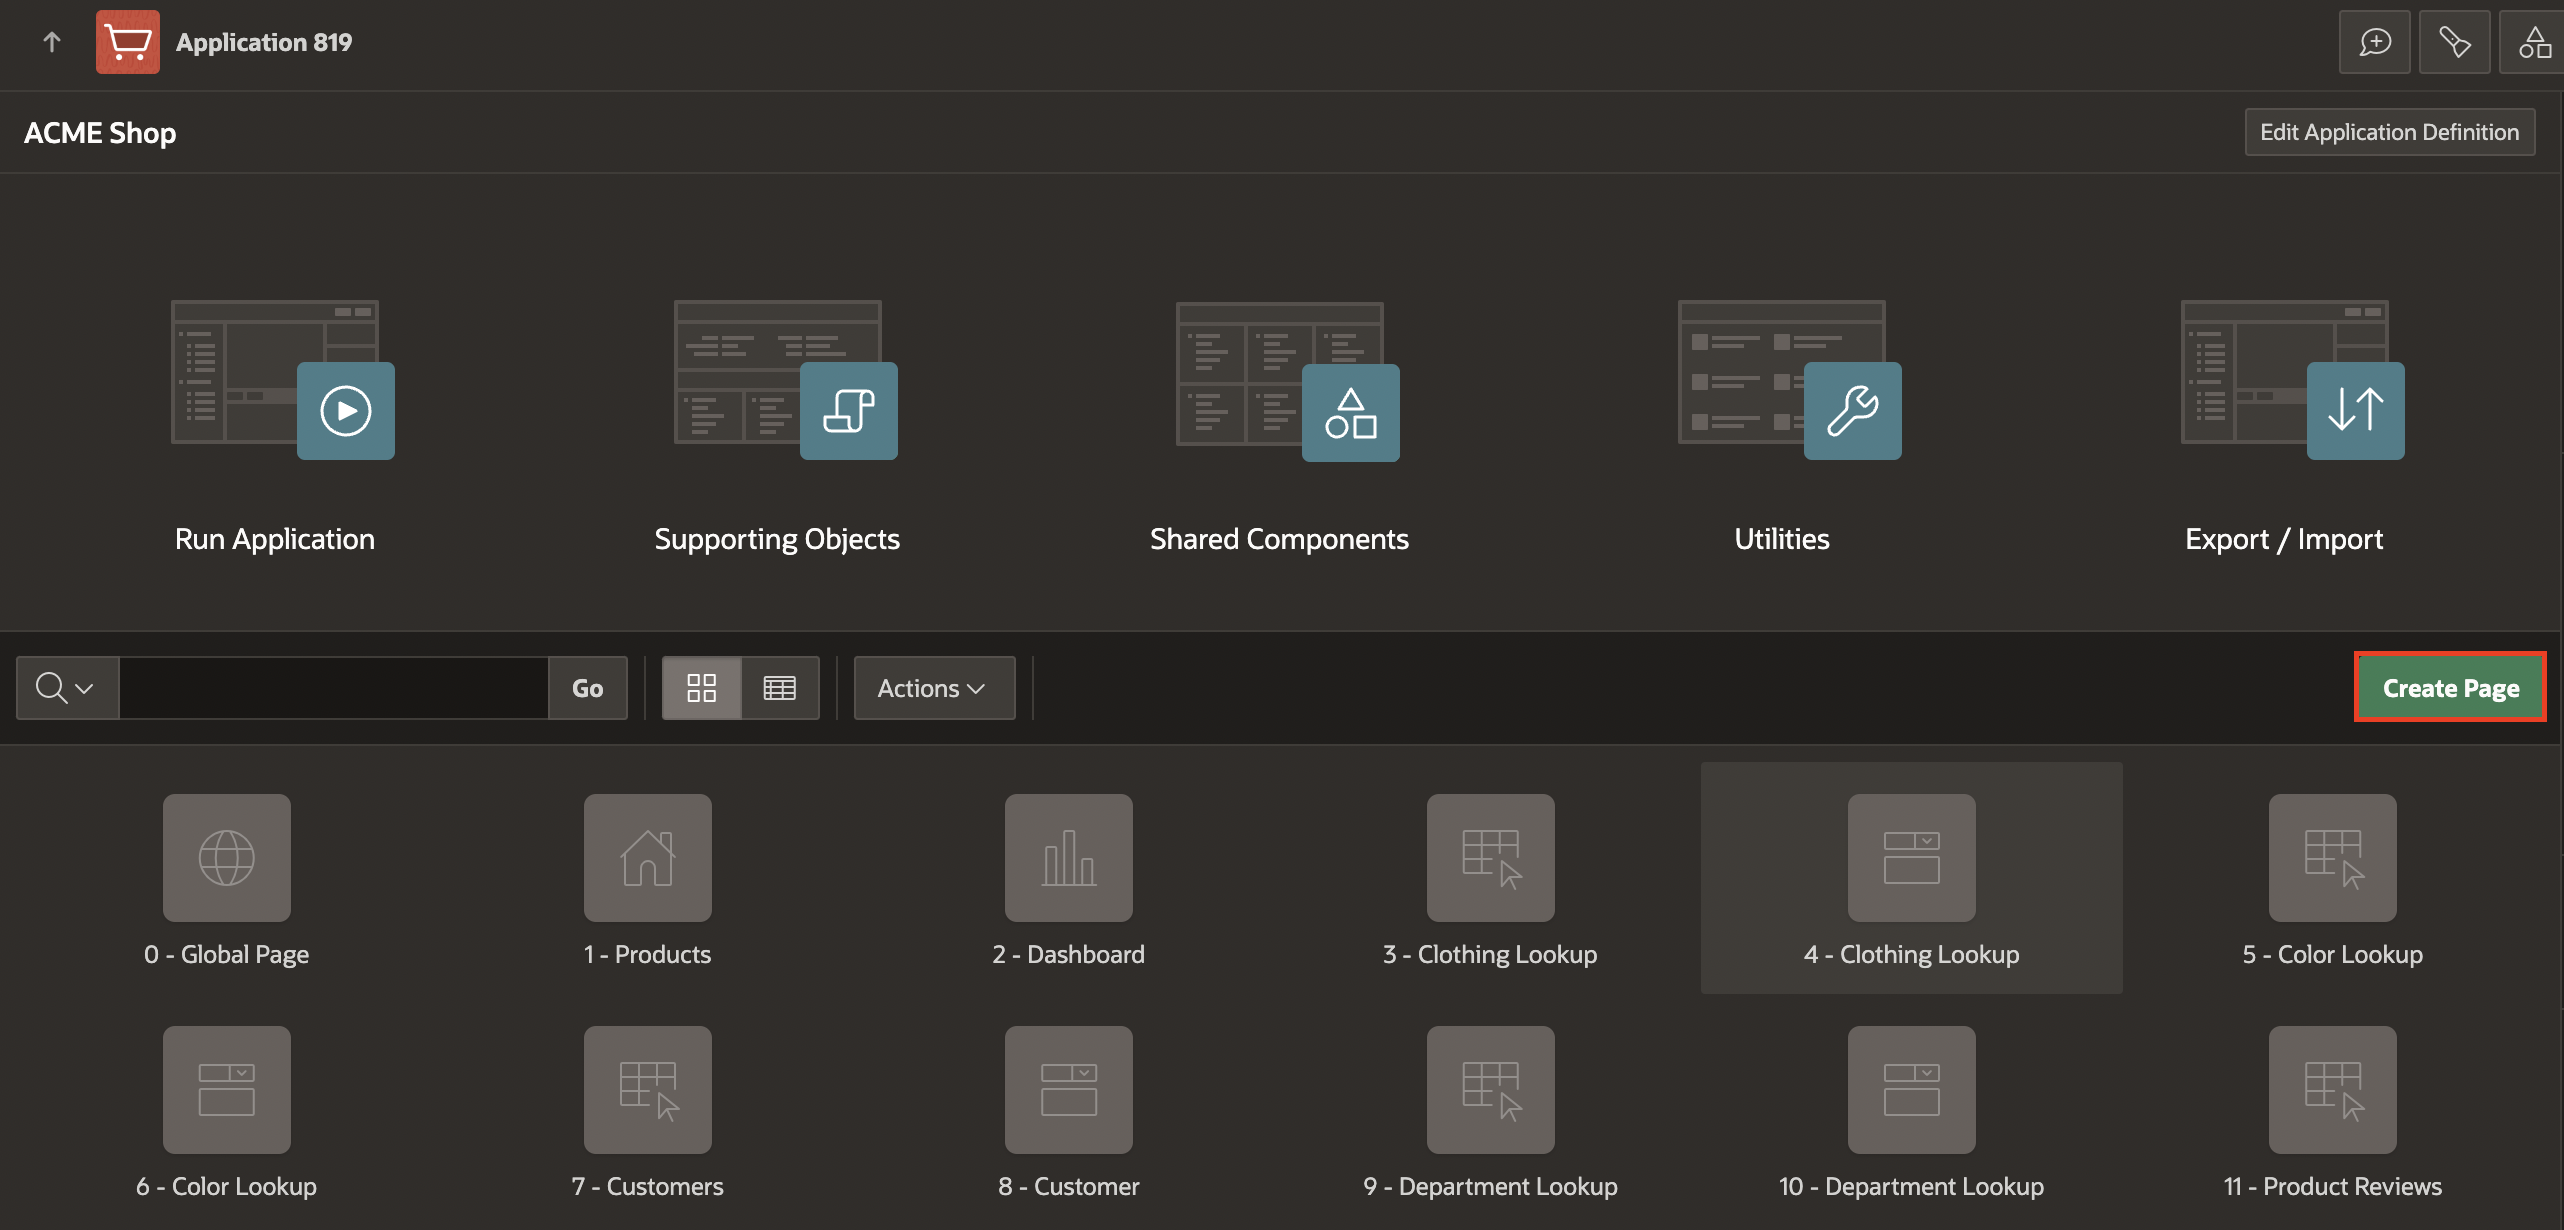 Application 819
ACME Shop
Edit Application Definition
Run Application
Supporting Objects
Shared Components
Utilities
Export / Import
Go
Actions
Create Page
0 - Global Page
1 - Products
2 - Dashboard
3 - Clothing Lookup
4 - Clothing Lookup
5 - Color Lookup
6 - Color Lookup
7 - Customers
8 - Customer
9 - Department Lookup
10 - Department Lookup
11 - Product Reviews